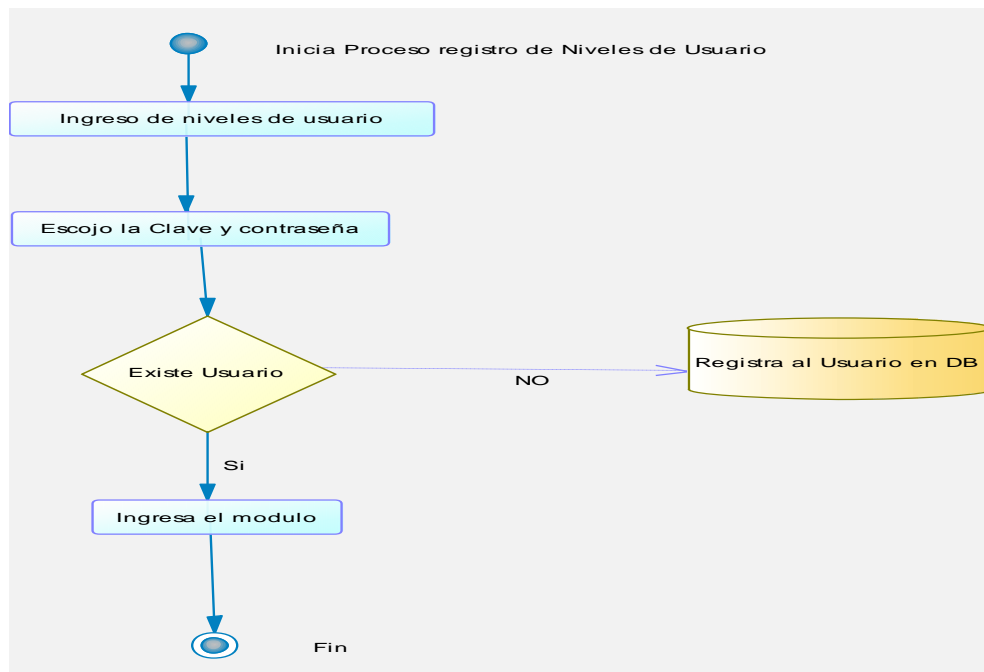 Inicia Proceso registro de Niveles de Usuario
Ingreso de niveles de usuario
Escojo la Clave y contraseña
Existe Usuario
NO
Registra al Usuario en DB
Si
Ingresa el modulo
Fin